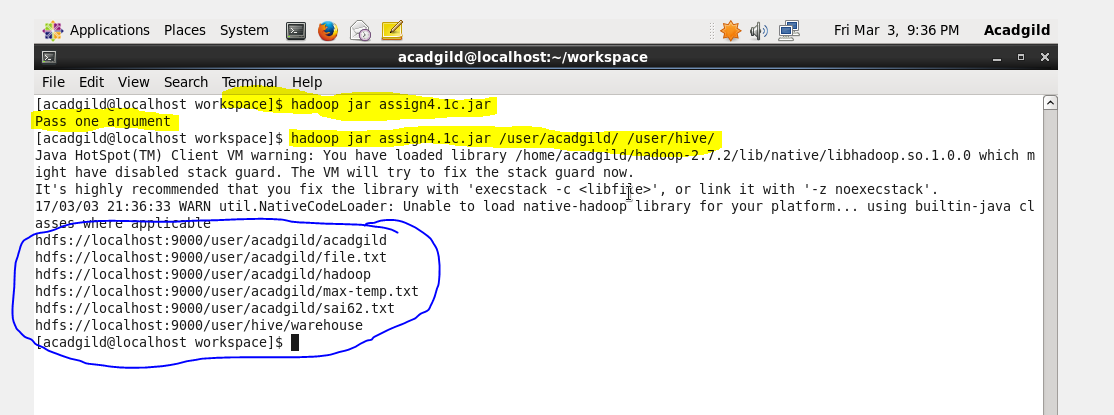 Applications Places System Fri Mar 3, 9:36 PM Acadgild
acadgild@localhost:~/workspace
File Edit View Search Terminal Help
[acadgild@localhost workspace]$ hadoop jar assign4.1c.jar
Pass one argument
[acadgild@localhost workspace]$ hadoop jar assign4.1c.jar /user/acadgild/ /user/hive/
Java HotSpot(TM) Client VM warning: You have loaded library /home/acadgild/hadoop-2.7.2/lib/native/libhadoop.so.1.0.0 which m
ight have disabled stack guard. The VM will try to fix the stack guard now.
It's highly recommended that you fix the library with 'execstack -c <libfile>', or link it with '-z noexecstack'.
17/03/03 21:36:33 WARN util.NativeCodeLoader: Unable to load native-hadoop library for your platform... using builtin-java cl
asses where applicable
hdfs://localhost:9000/user/acadgild/acadgild
hdfs://localhost:9000/user/acadgild/file.txt
hdfs://localhost:9000/user/acadgild/hadoop
hdfs://localhost:9000/user/acadgild/max-temp.txt
hdfs://localhost:9000/user/acadgild/sai62.txt
hdfs://localhost:9000/user/hive/warehouse
[acadgild@localhost workspace]$